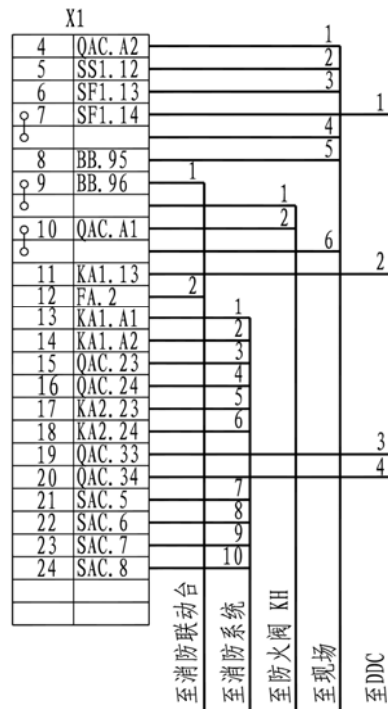 X1
4 QAC.A2 1
5 SS1.12 2
6 SF1.13 3
7 SF1.14 1
4
8 BB.95 5
9 BB.96 1
1
10 QAC.A1 2
6
11 KA1.13 2
12 FA.2 2
13 KA1.A1 1
14 KA1.A2 2
15 QAC.23 3
16 QAC.24 4
17 KA2.23 5
18 KA2.24 6
19 QAC.33 3
20 QAC.34 4
21 SAC.5 7
22 SAC.6 8
23 SAC.7 9
24 SAC.8 10
至消防联动台
至消防系统
至防火阀 KH
至现场
至DDC